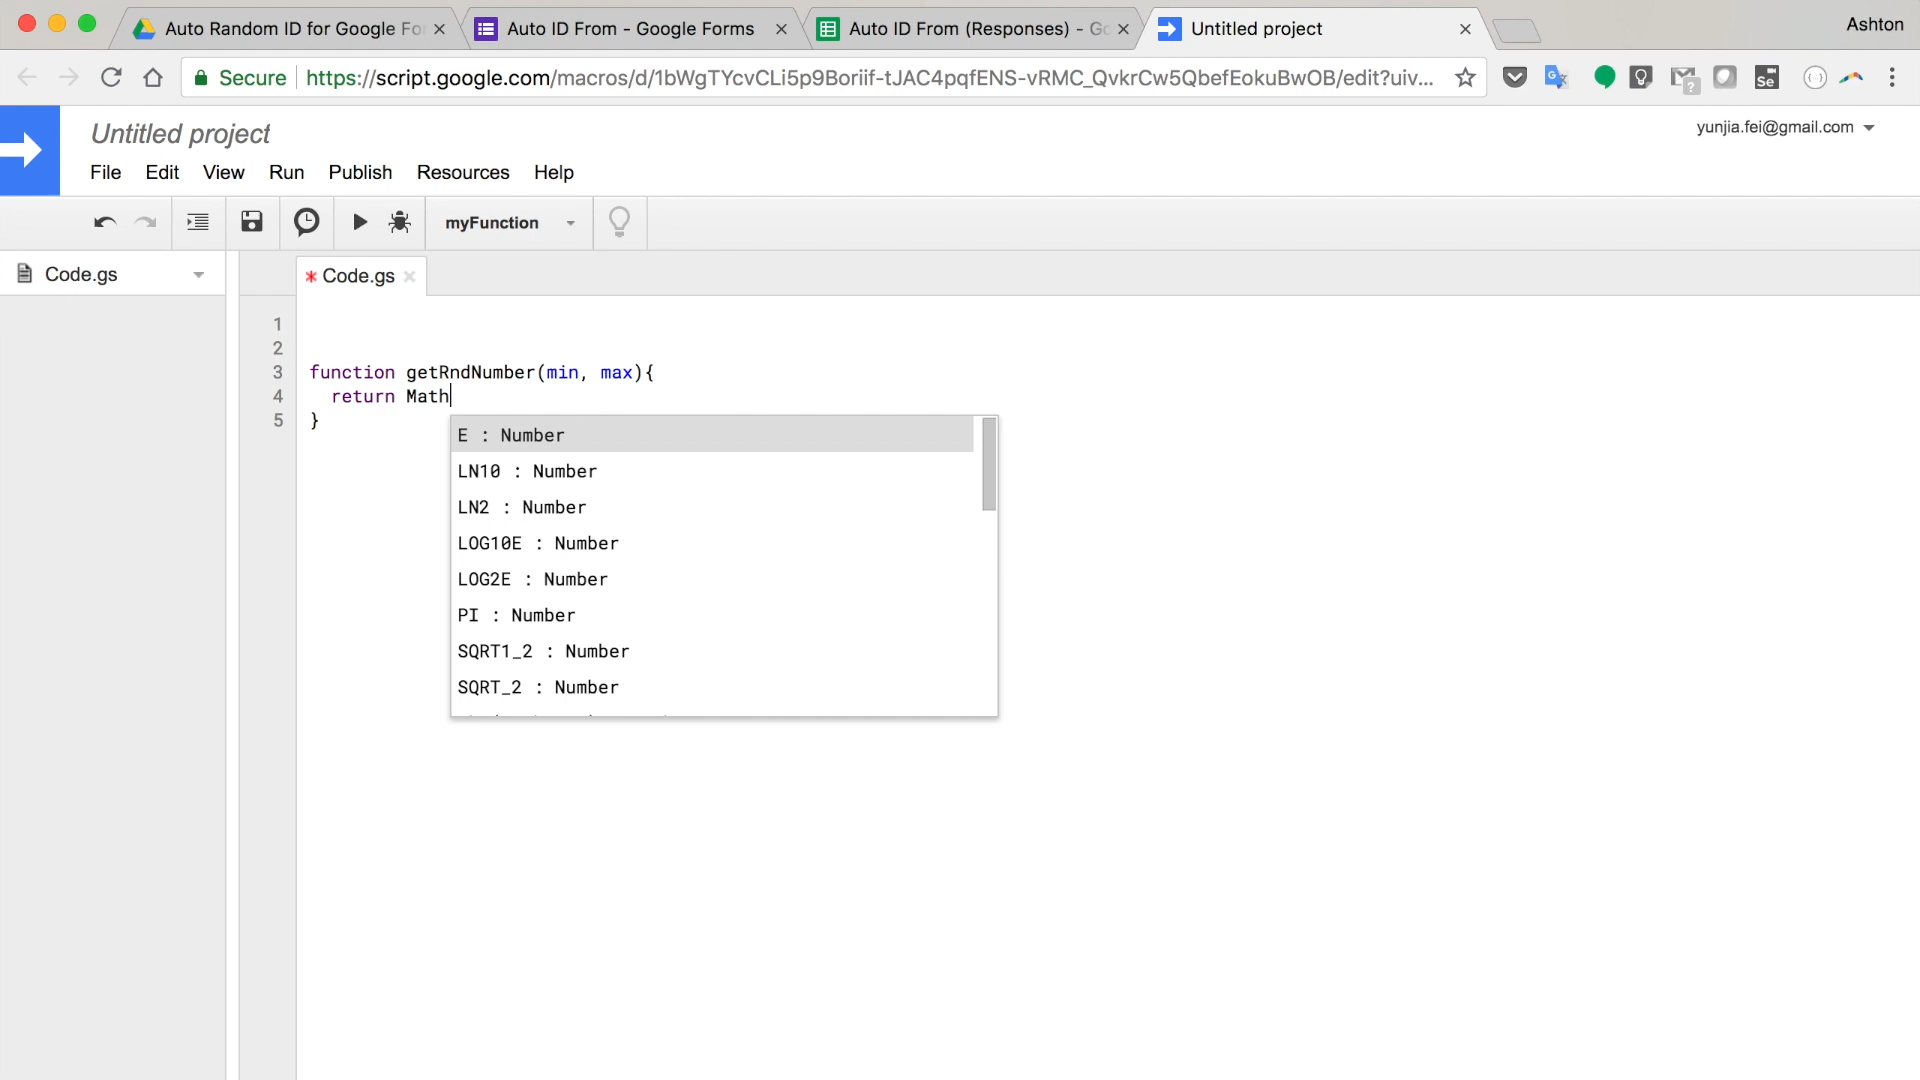 Auto Random ID for Google For
Auto ID From - Google Forms
Auto ID From (Responses) - Go
Untitled project
Ashton
Secure
https://script.google.com/macros/d/1bWgTYcvCLi5p9Boriif-tJAC4pqfENS-vRMC_QvkrCw5QbefEokuBwOB/edit?uiv...
Se
Untitled project
yunjia.fei@gmail.com
File Edit View Run Publish Resources Help
myFunction
Code.gs
* Code.gs
1
2
3 function getRndNumber(min, max){
4 return Math
5 }
E : Number
LN10 : Number
LN2 : Number
LOG10E : Number
LOG2E : Number
PI : Number
SQRT1_2 : Number
SQRT_2 : Number